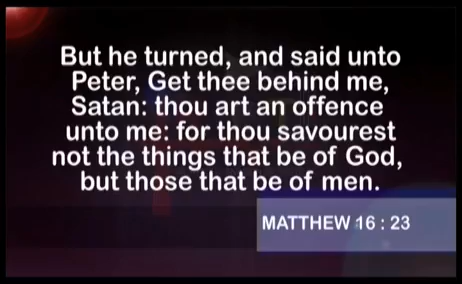 But he turned, and said unto
Peter, Get thee behind me,
Satan: thou art an offence
unto me: for thou savourest
not the things that be of God,
but those that be of men.
MATTHEW 16 : 23